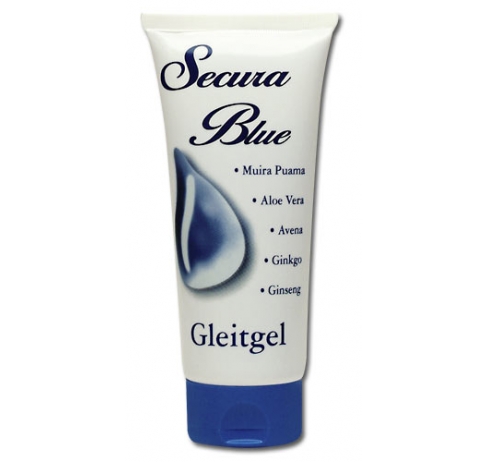 Secura
Blue
• Muira Puama
• Aloe Vera
• Avena
• Ginkgo
• Ginseng
Gleitgel